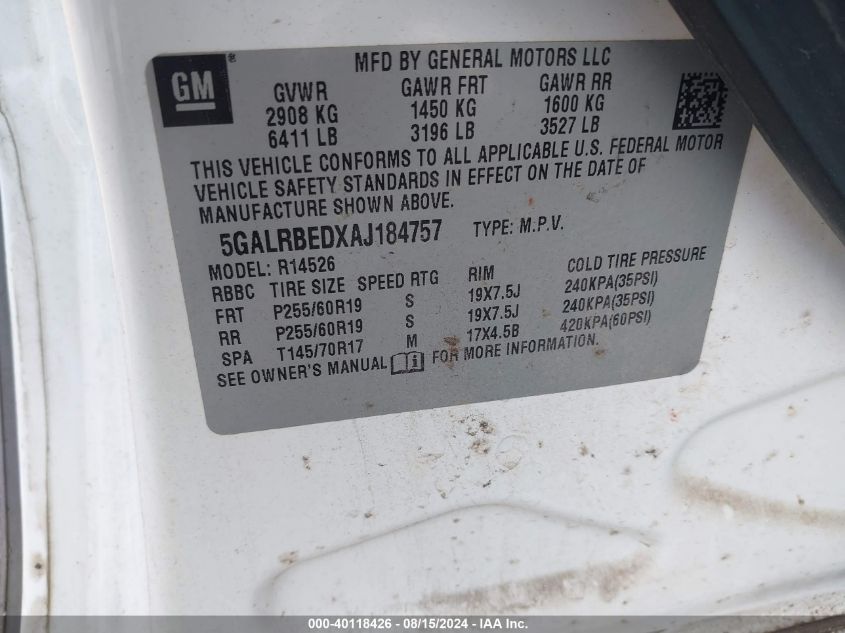 GM ®
MFD BY GENERAL MOTORS LLC
GVWR GAWR FRT GAWR RR
2908 KG 1450 KG 1600 KG
6411 LB 3196 LB 3527 LB
THIS VEHICLE CONFORMS TO ALL APPLICABLE U.S. FEDERAL MOTOR
VEHICLE SAFETY STANDARDS IN EFFECT ON THE DATE OF
MANUFACTURE SHOWN ABOVE.
5GALRBEDXAJ184757 TYPE: M.P.V.
MODEL: R14526
RBBC TIRE SIZE SPEED RTG RIM COLD TIRE PRESSURE
FRT P255/60R19 S 19X7.5J 240KPA(35PSI)
RR P255/60R19 S 19X7.5J 240KPA(35PSI)
SPA T145/70R17 M 17X4.5B 420KPA(60PSI)
SEE OWNER'S MANUAL i FOR MORE INFORMATION.
000-40118426 - 08/15/2024 - IAA Inc.